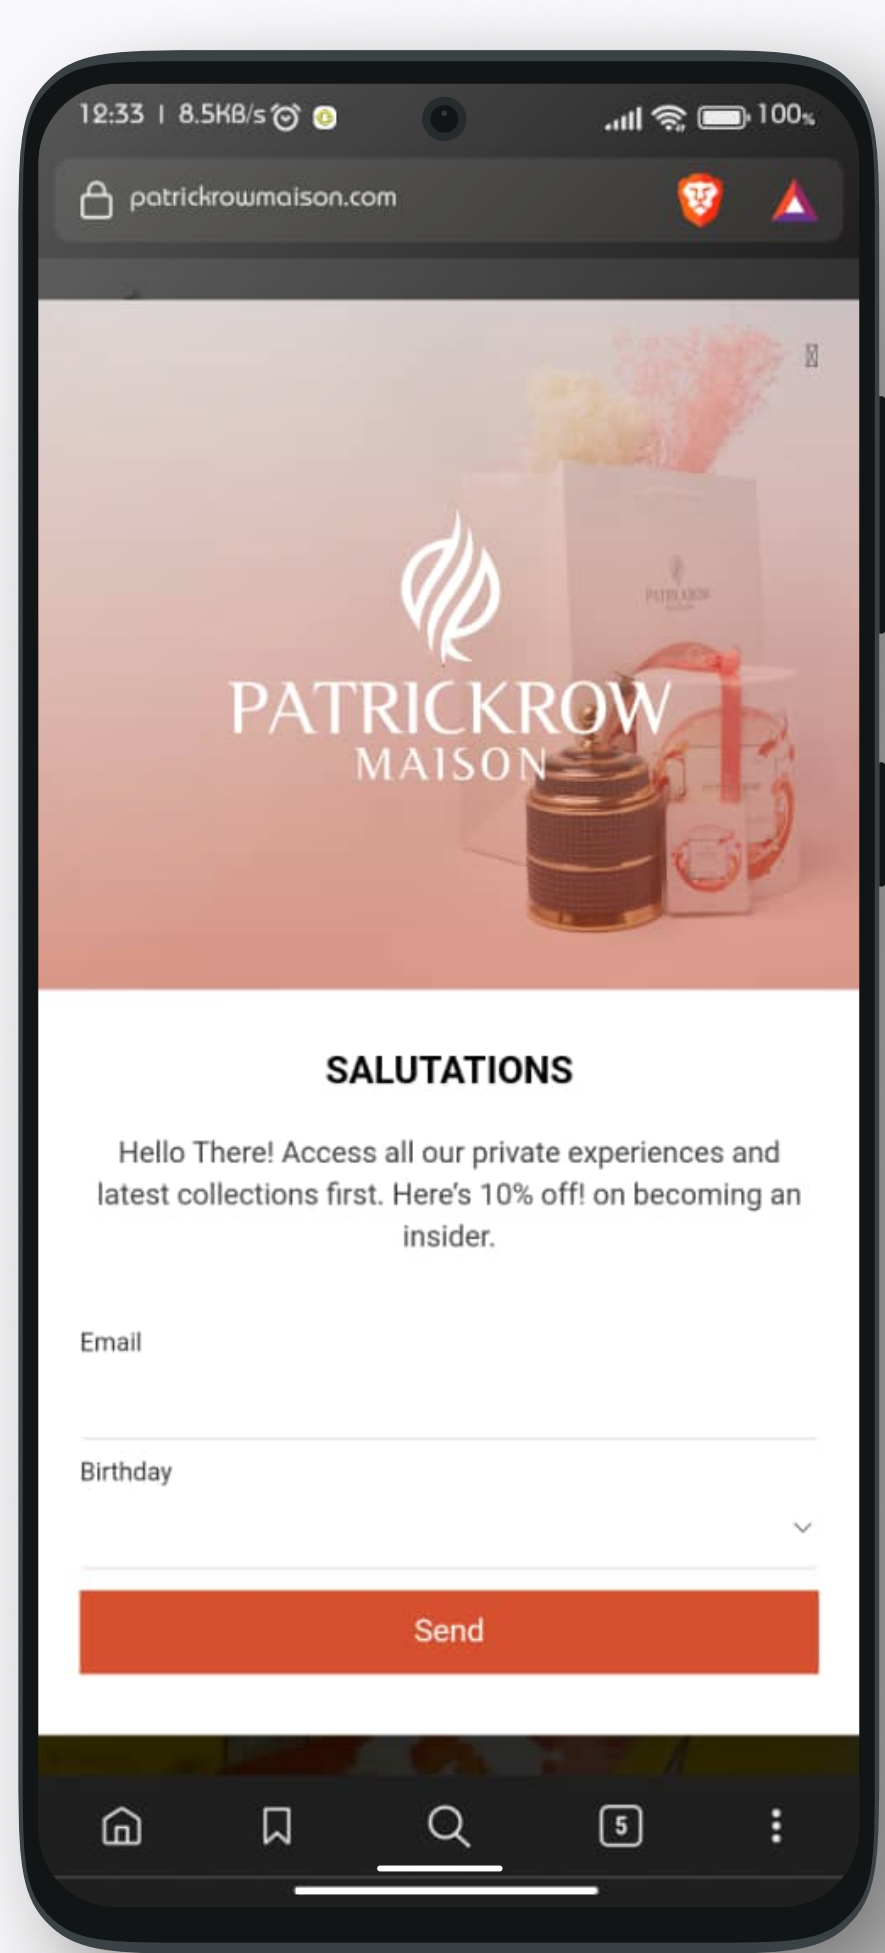 12:33 | 8.5KB/s 100%
patrickrowmaison.com
PATRICKROW
MAISON
SALUTATIONS
Hello There! Access all our private experiences and
latest collections first. Here's 10% off! on becoming an
insider.
Email
Birthday
Send
5